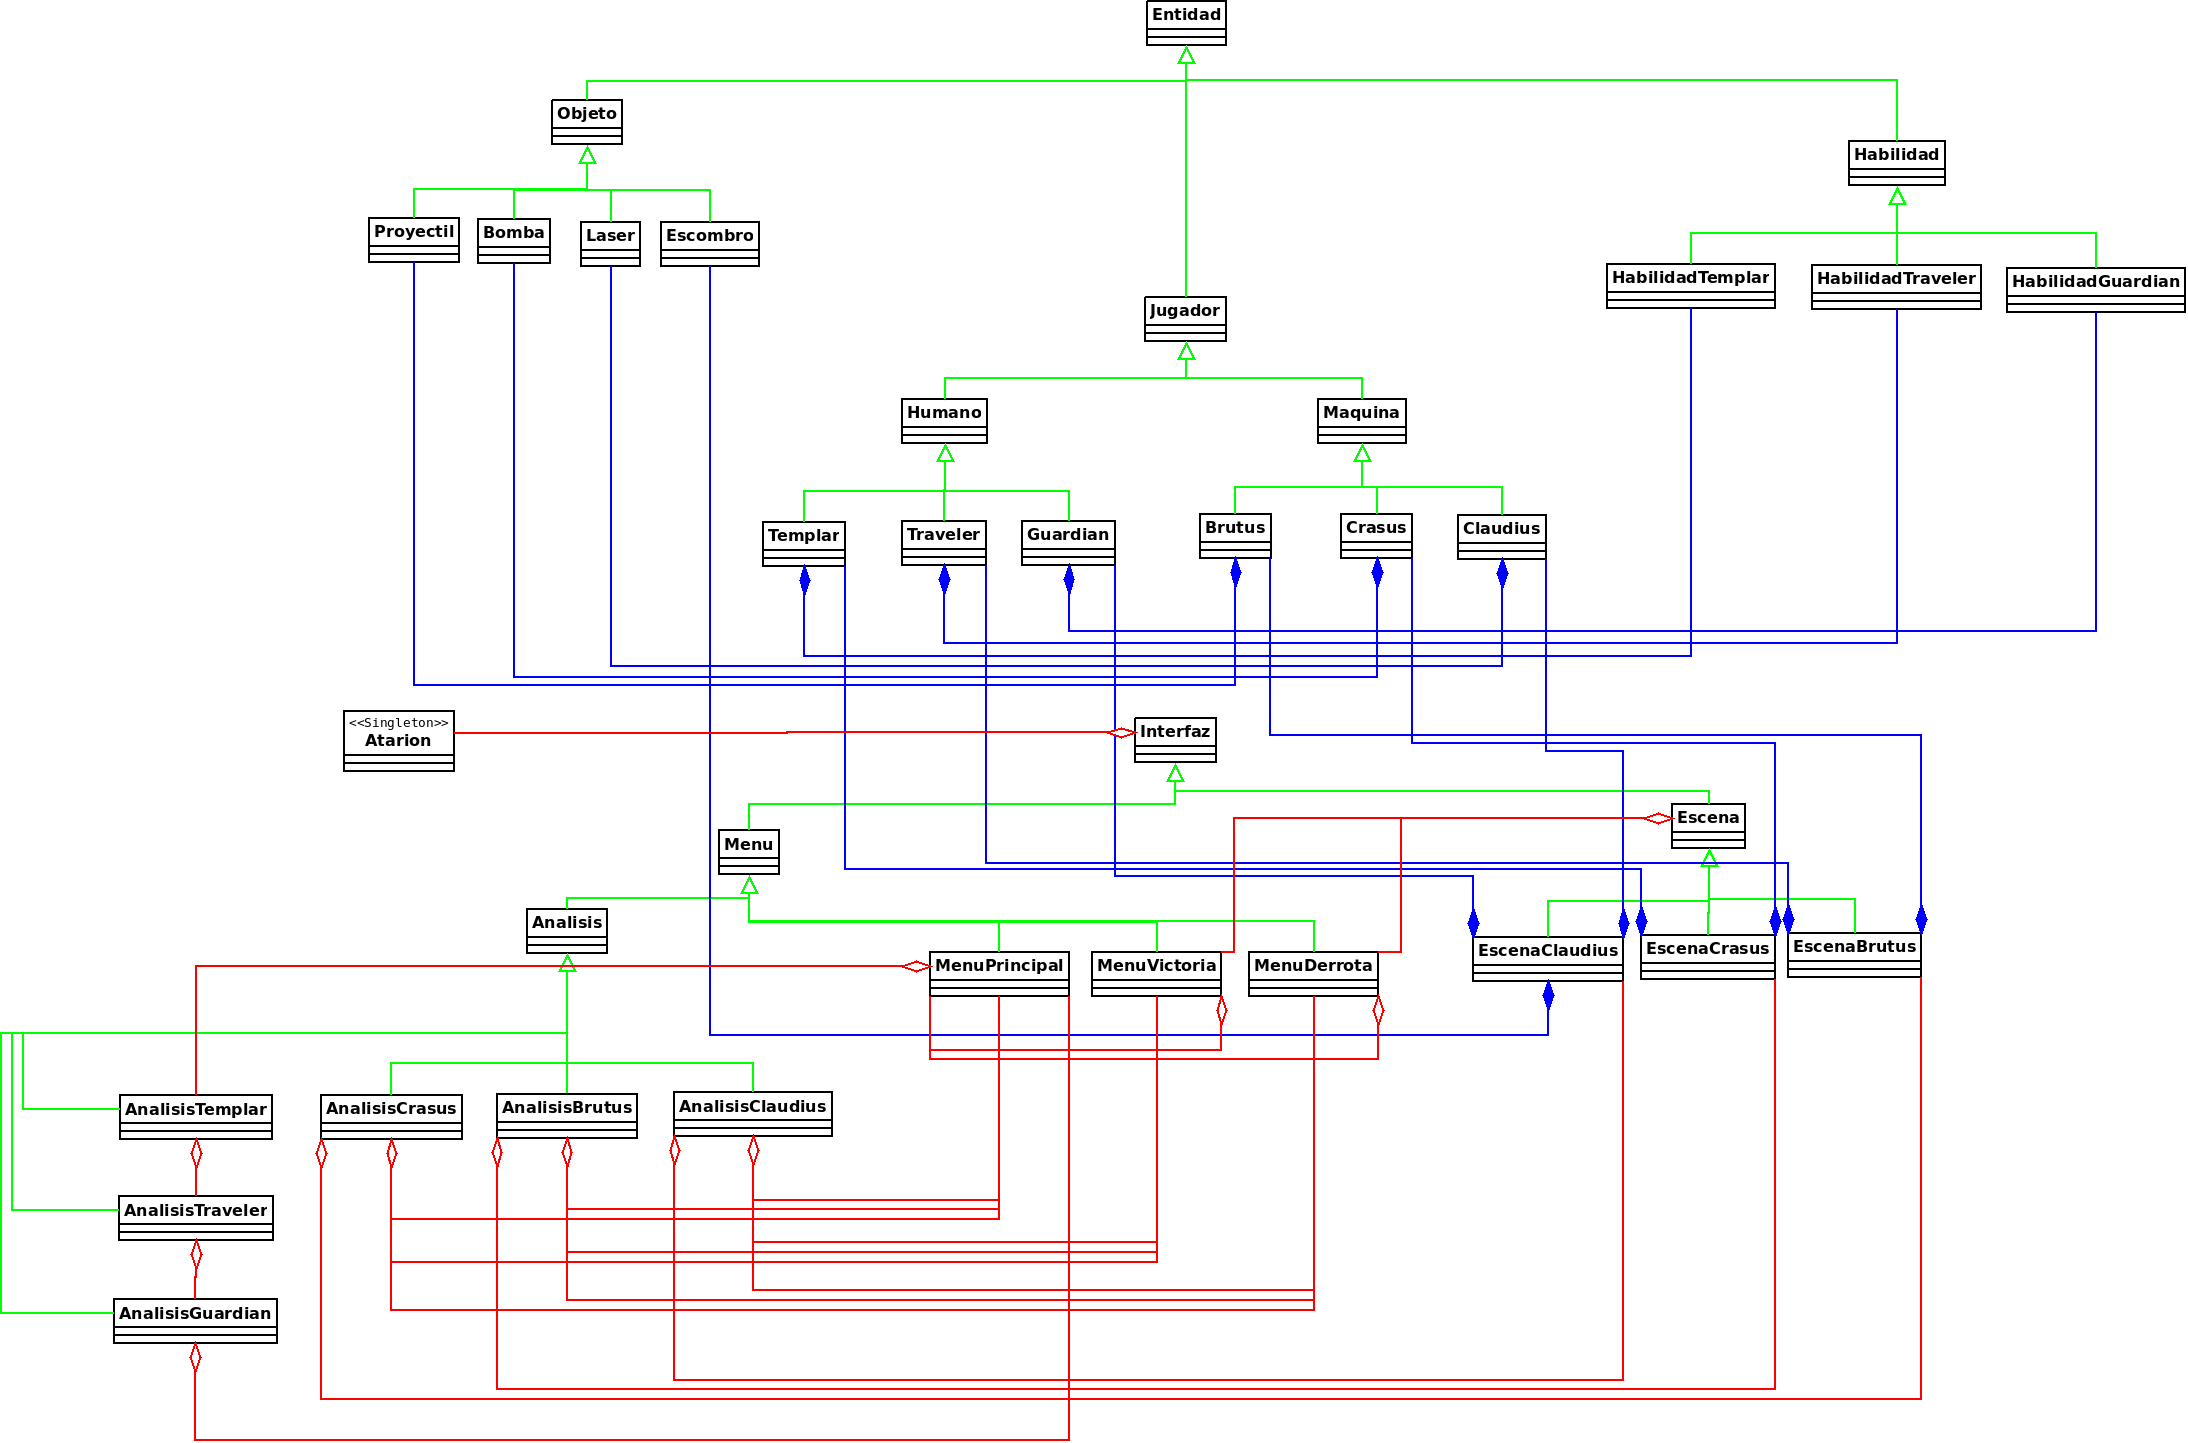 Entidad
Objeto
Habilidad
Proyectil
Bomba
Laser
Escombro
HabilidadTemplar
HabilidadTraveler
HabilidadGuardian
Jugador
Humano
Maquina
Templar
Traveler
Guardian
Brutus
Crasus
Claudius
<<Singleton>>
Atarion
Interfaz
Escena
Menu
Analisis
MenuPrincipal
MenuVictoria
MenuDerrota
EscenaClaudius
EscenaCrasus
EscenaBrutus
AnalisisTemplar
AnalisisCrasus
AnalisisBrutus
AnalisisClaudius
AnalisisTraveler
AnalisisGuardian